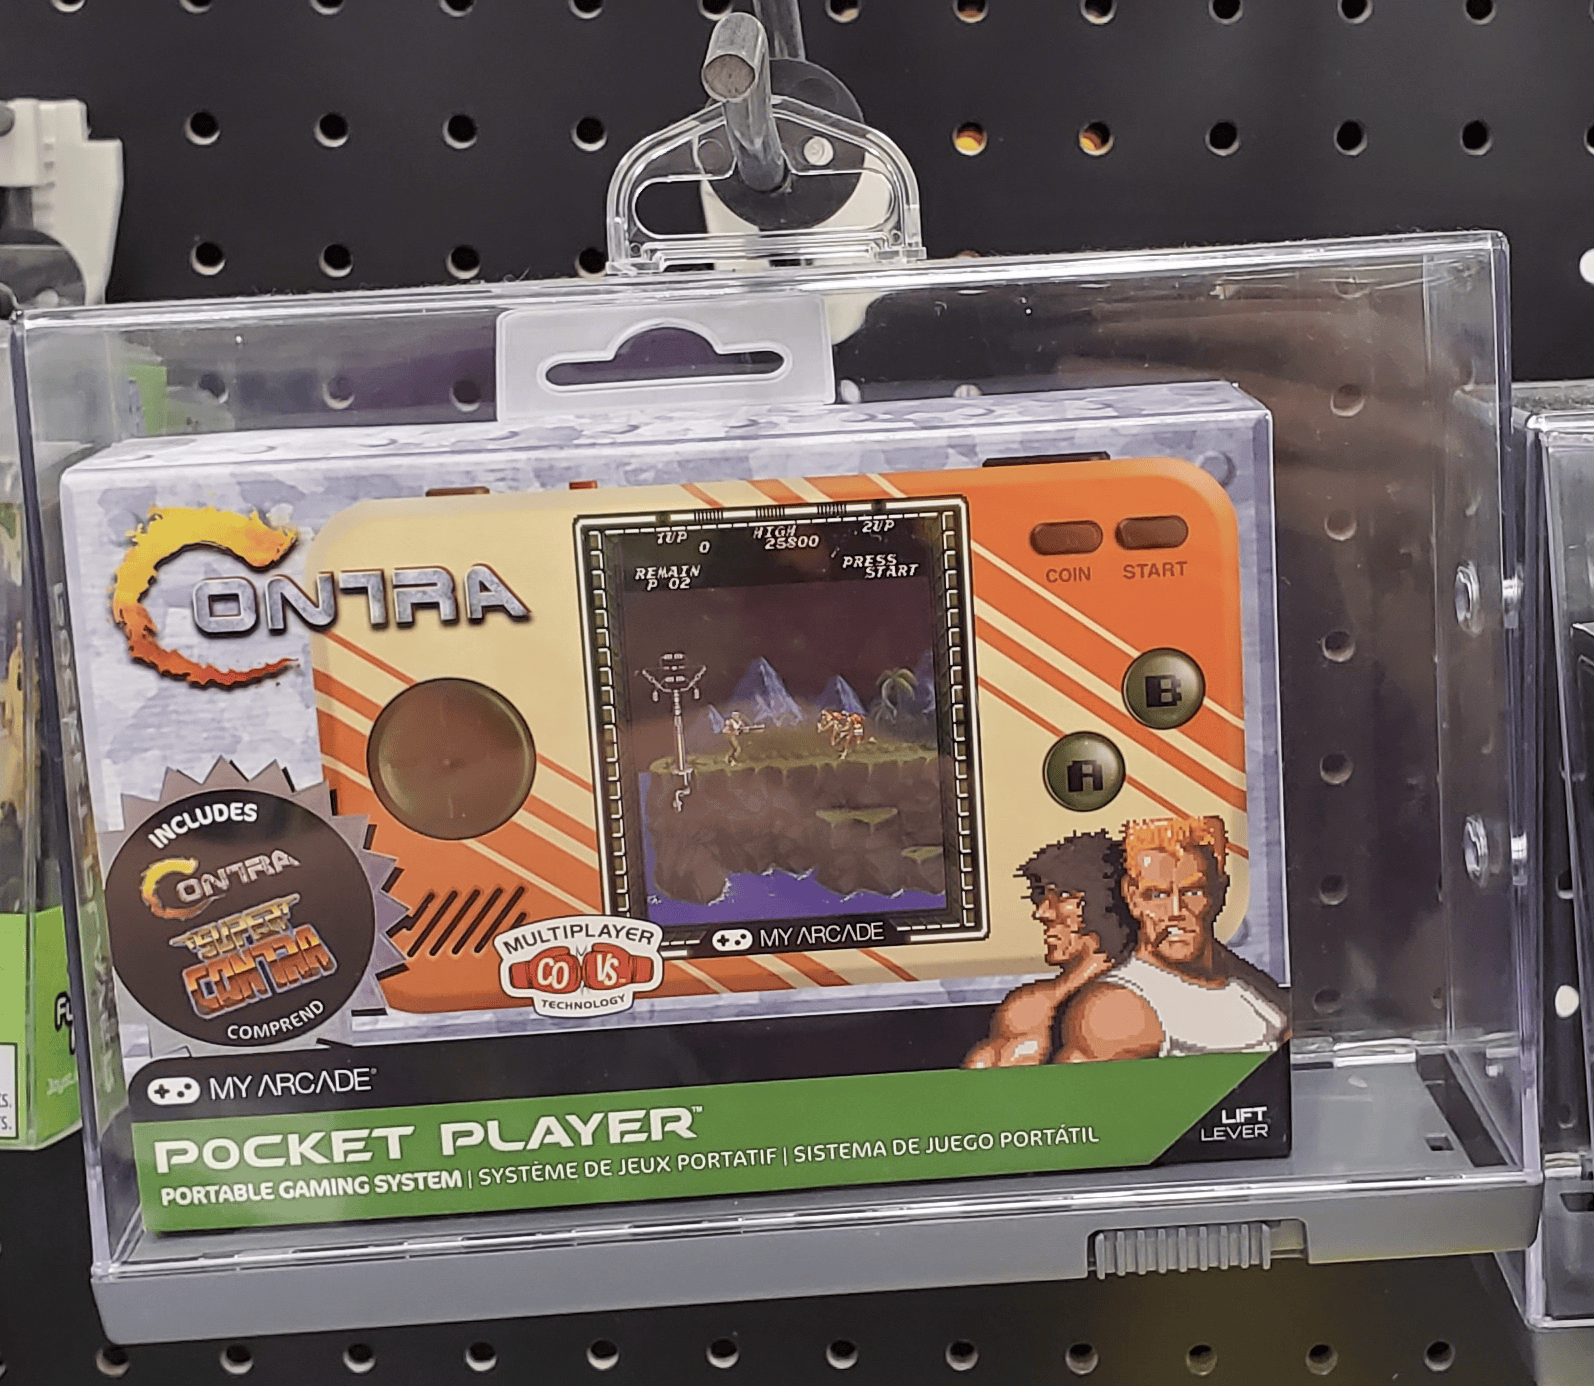 CONTRA
1UP
HIGH
2UP
0
25800
REMAIN
P 02
PRESS
START
COIN
START
B
A
INCLUDES
CONTRA
SUPER
CONTRA
COMPREND
MULTIPLAYER
CO VS
TECHNOLOGY
MY ARCADE
MY ARCADE
POCKET PLAYER™
PORTABLE GAMING SYSTEM | SYSTÈME DE JEUX PORTATIF | SISTEMA DE JUEGO PORTÁTIL
LIFT
LEVER